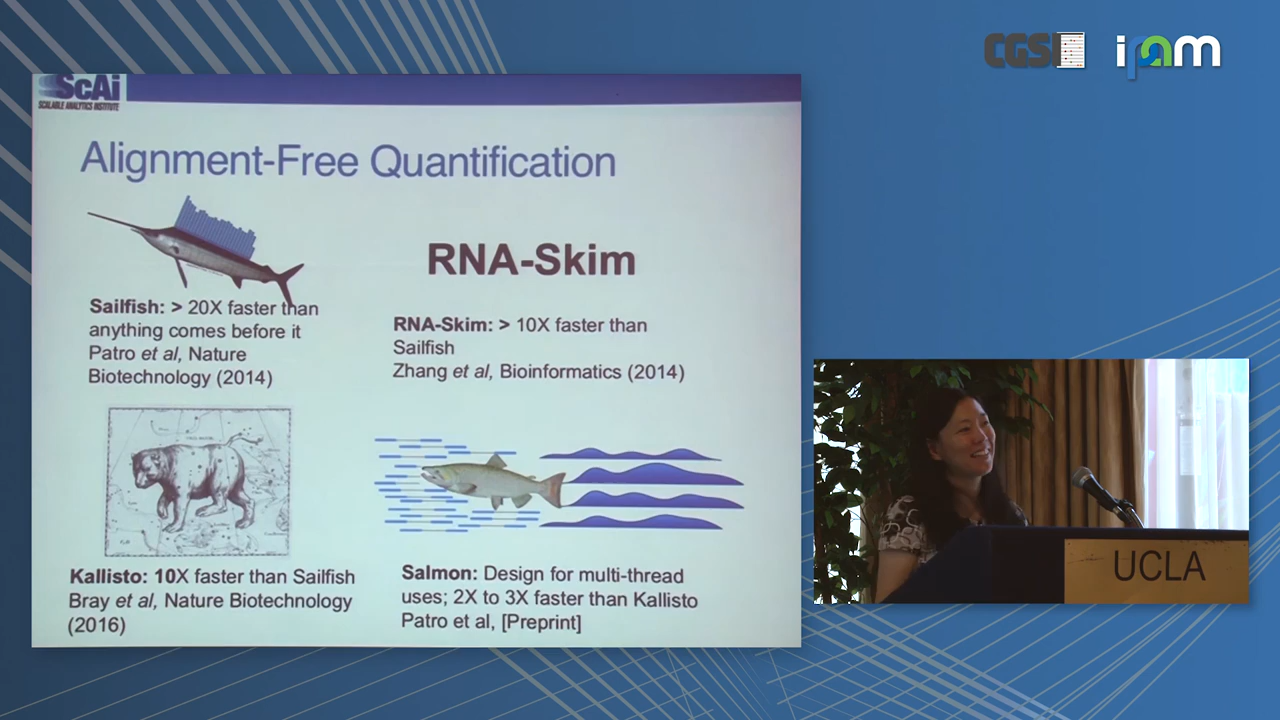 CGSI
ipam
ScAi
SCALABLE ANALYTICS INSTITUTE
Alignment-Free Quantification
RNA-Skim
Sailfish: > 20X faster than
anything comes before it
Patro et al, Nature
Biotechnology (2014)
RNA-Skim: > 10X faster than
Sailfish
Zhang et al, Bioinformatics (2014)
Kallisto: 10X faster than Sailfish
Bray et al, Nature Biotechnology
(2016)
Salmon: Design for multi-thread
uses; 2X to 3X faster than Kallisto
Patro et al, [Preprint]
UCLA